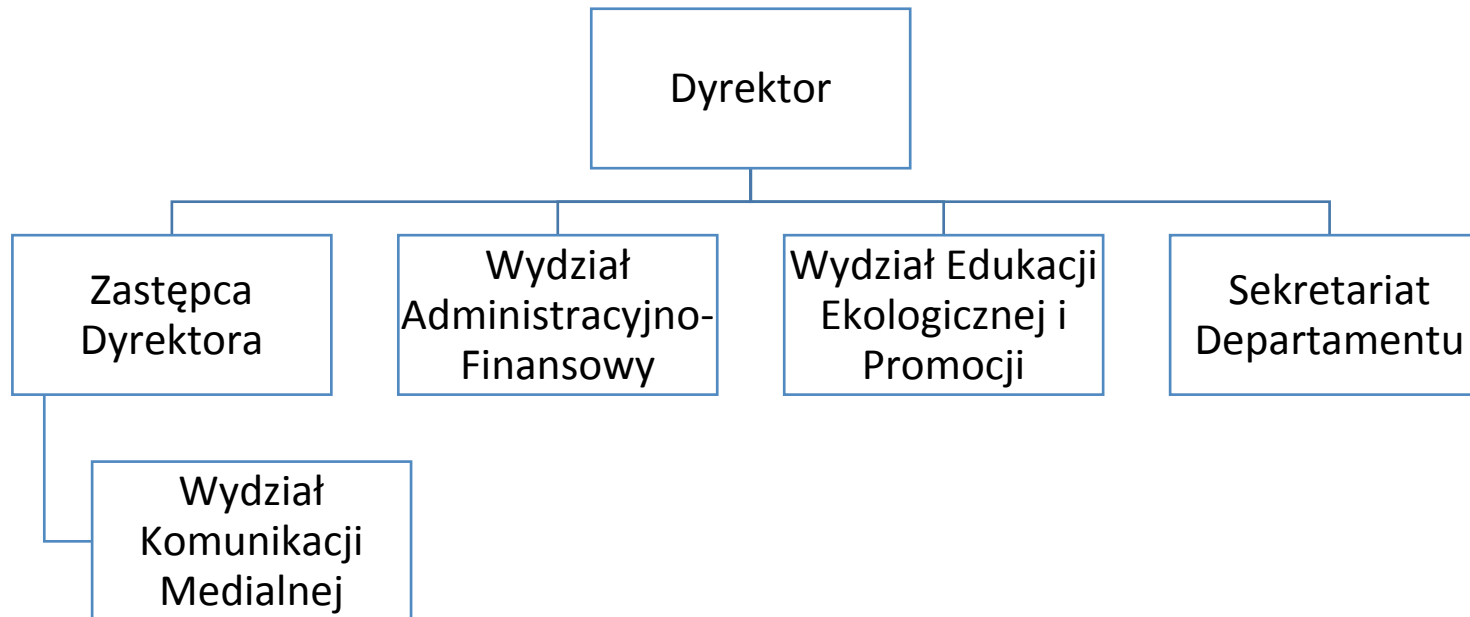 Dyrektor
Zastępca
Dyrektora
Wydział
Administracyjno-
Finansowy
Wydział Edukacji
Ekologicznej i
Promocji
Sekretariat
Departamentu
Wydział
Komunikacji
Medialnej